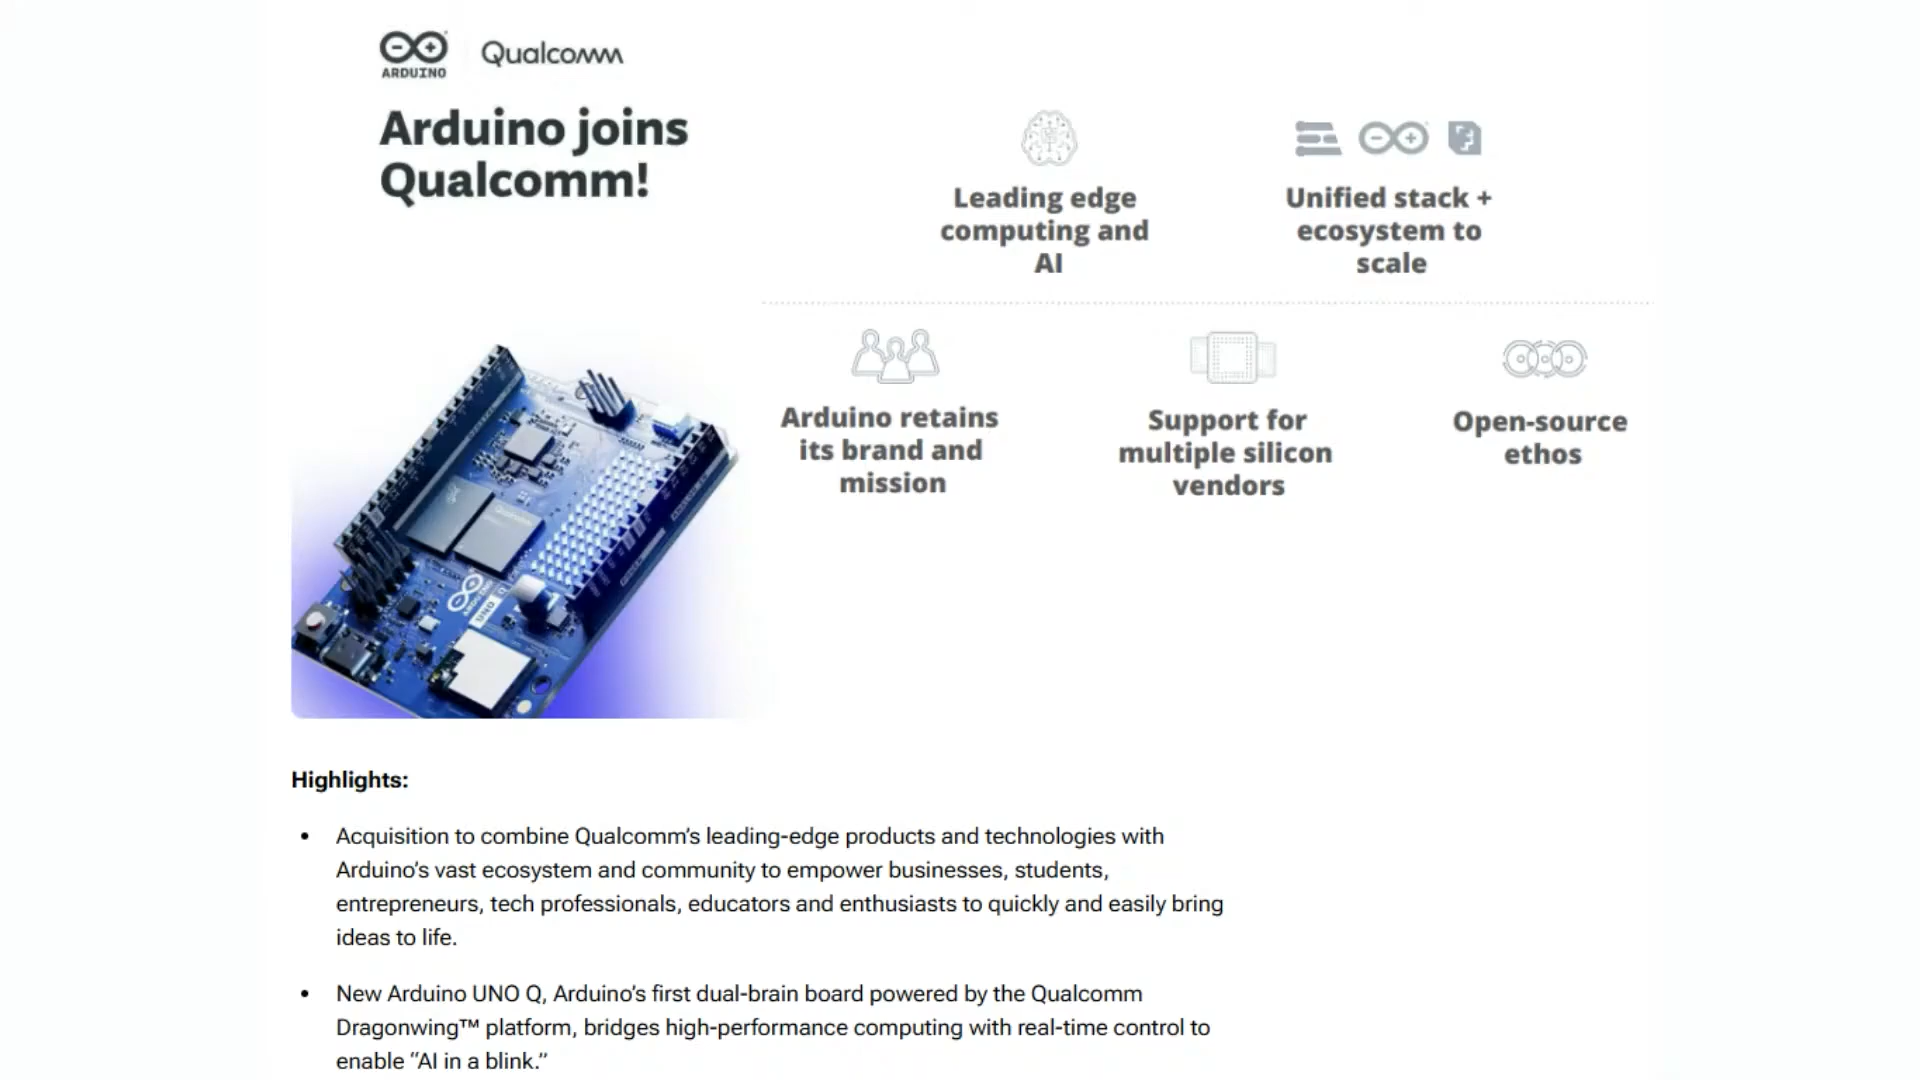 ARDUINO
Qualcomm
Arduino joins
Qualcomm!
Leading edge
computing and
AI
Unified stack +
ecosystem to
scale
Arduino retains
its brand and
mission
Support for
multiple silicon
vendors
Open-source
ethos
Qualcomm
ARDUINO
UNO
Highlights:
• Acquisition to combine Qualcomm’s leading-edge products and technologies with
Arduino’s vast ecosystem and community to empower businesses, students,
entrepreneurs, tech professionals, educators and enthusiasts to quickly and easily bring
ideas to life.
• New Arduino UNO Q, Arduino’s first dual-brain board powered by the Qualcomm
Dragonwing™ platform, bridges high-performance computing with real-time control to
enable “AI in a blink.”